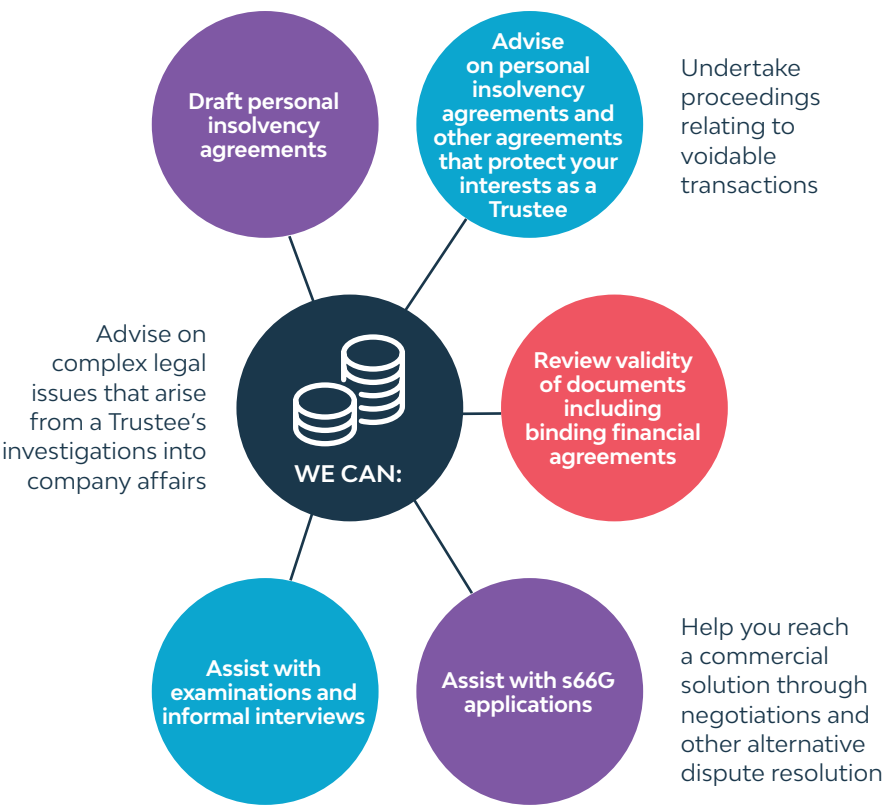 Draft personal
insolvency
agreements
Advise
on personal
insolvency
agreements and
other agreements
that protect your
interests as a
Trustee
Undertake
proceedings
relating to
voidable
transactions
Advise on
complex legal
issues that arise
from a Trustee’s
investigations into
company affairs
WE CAN:
Review validity
of documents
including
binding financial
agreements
Assist with
examinations and
informal interviews
Assist with s66G
applications
Help you reach
a commercial
solution through
negotiations and
other alternative
dispute resolution